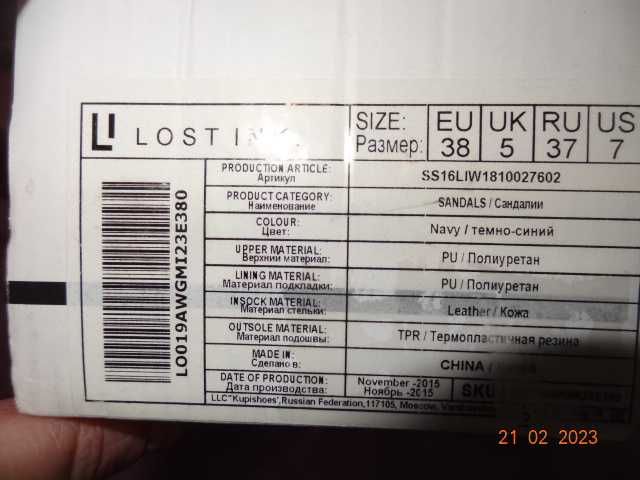 LI LOST INK.
SIZE: Размер: EU 38 UK 5 RU 37 US 7
PRODUCTION ARTICLE: Артикул SS16LIW1810027602
PRODUCT CATEGORY: Наименование SANDALS / Сандалии
COLOUR: Цвет: Navy / темно-синий
UPPER MATERIAL: Верхний материал: PU / Полиуретан
LINING MATERIAL: Материал подкладки: PU / Полиуретан
INSOCK MATERIAL: Материал стельки: Leather / Кожа
OUTSOLE MATERIAL: Материал подошвы: TPR / Термопластичная резина
MADE IN: Сделано в: CHINA /
DATE OF PRODUCTION: Дата производства: November -2015 Ноябрь -2015 SKU
LLC"Kupishoes",Russian Federation,117105, Moscow,
LO019AWGMI23E380
21 02 2023